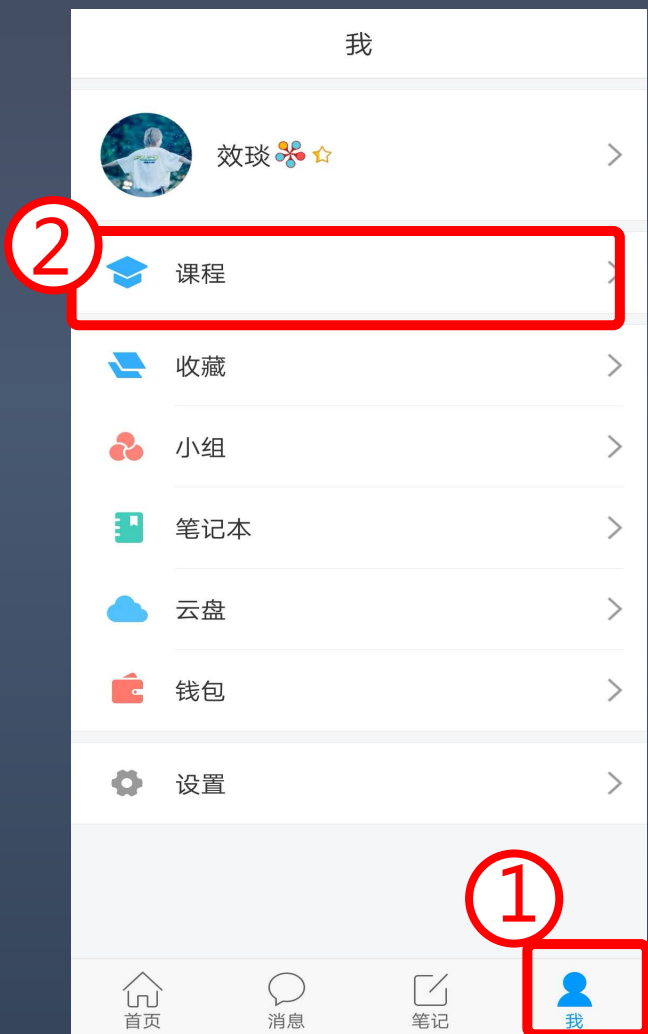 我
效琰
②
课程
收藏
小组
笔记本
云盘
钱包
设置
①
首页
消息
笔记
我